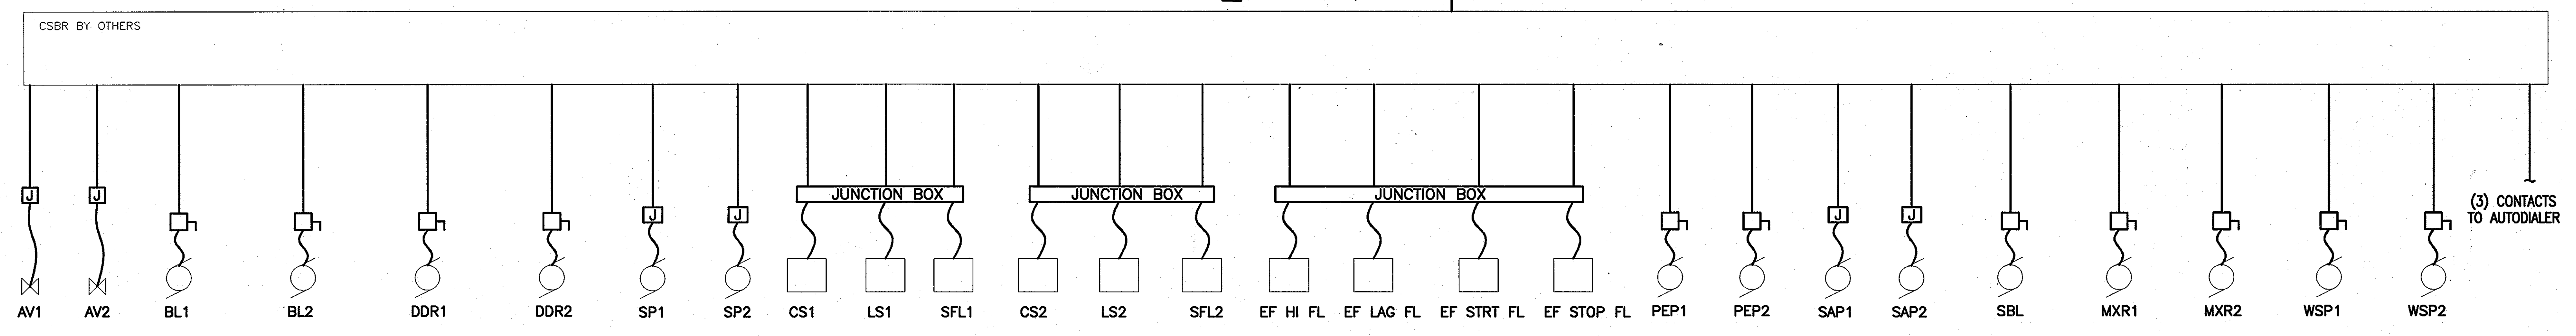 CSBR BY OTHERS
J
J
J
J
JUNCTION BOX
JUNCTION BOX
JUNCTION BOX
J
J
(3) CONTACTS
TO AUTODIALER
AV1
AV2
BL1
BL2
DDR1
DDR2
SP1
SP2
CS1
LS1
SFL1
CS2
LS2
SFL2
EF HI FL
EF LAG FL
EF STRT FL
EF STOP FL
PEP1
PEP2
SAP1
SAP2
SBL
MXR1
MXR2
WSP1
WSP2